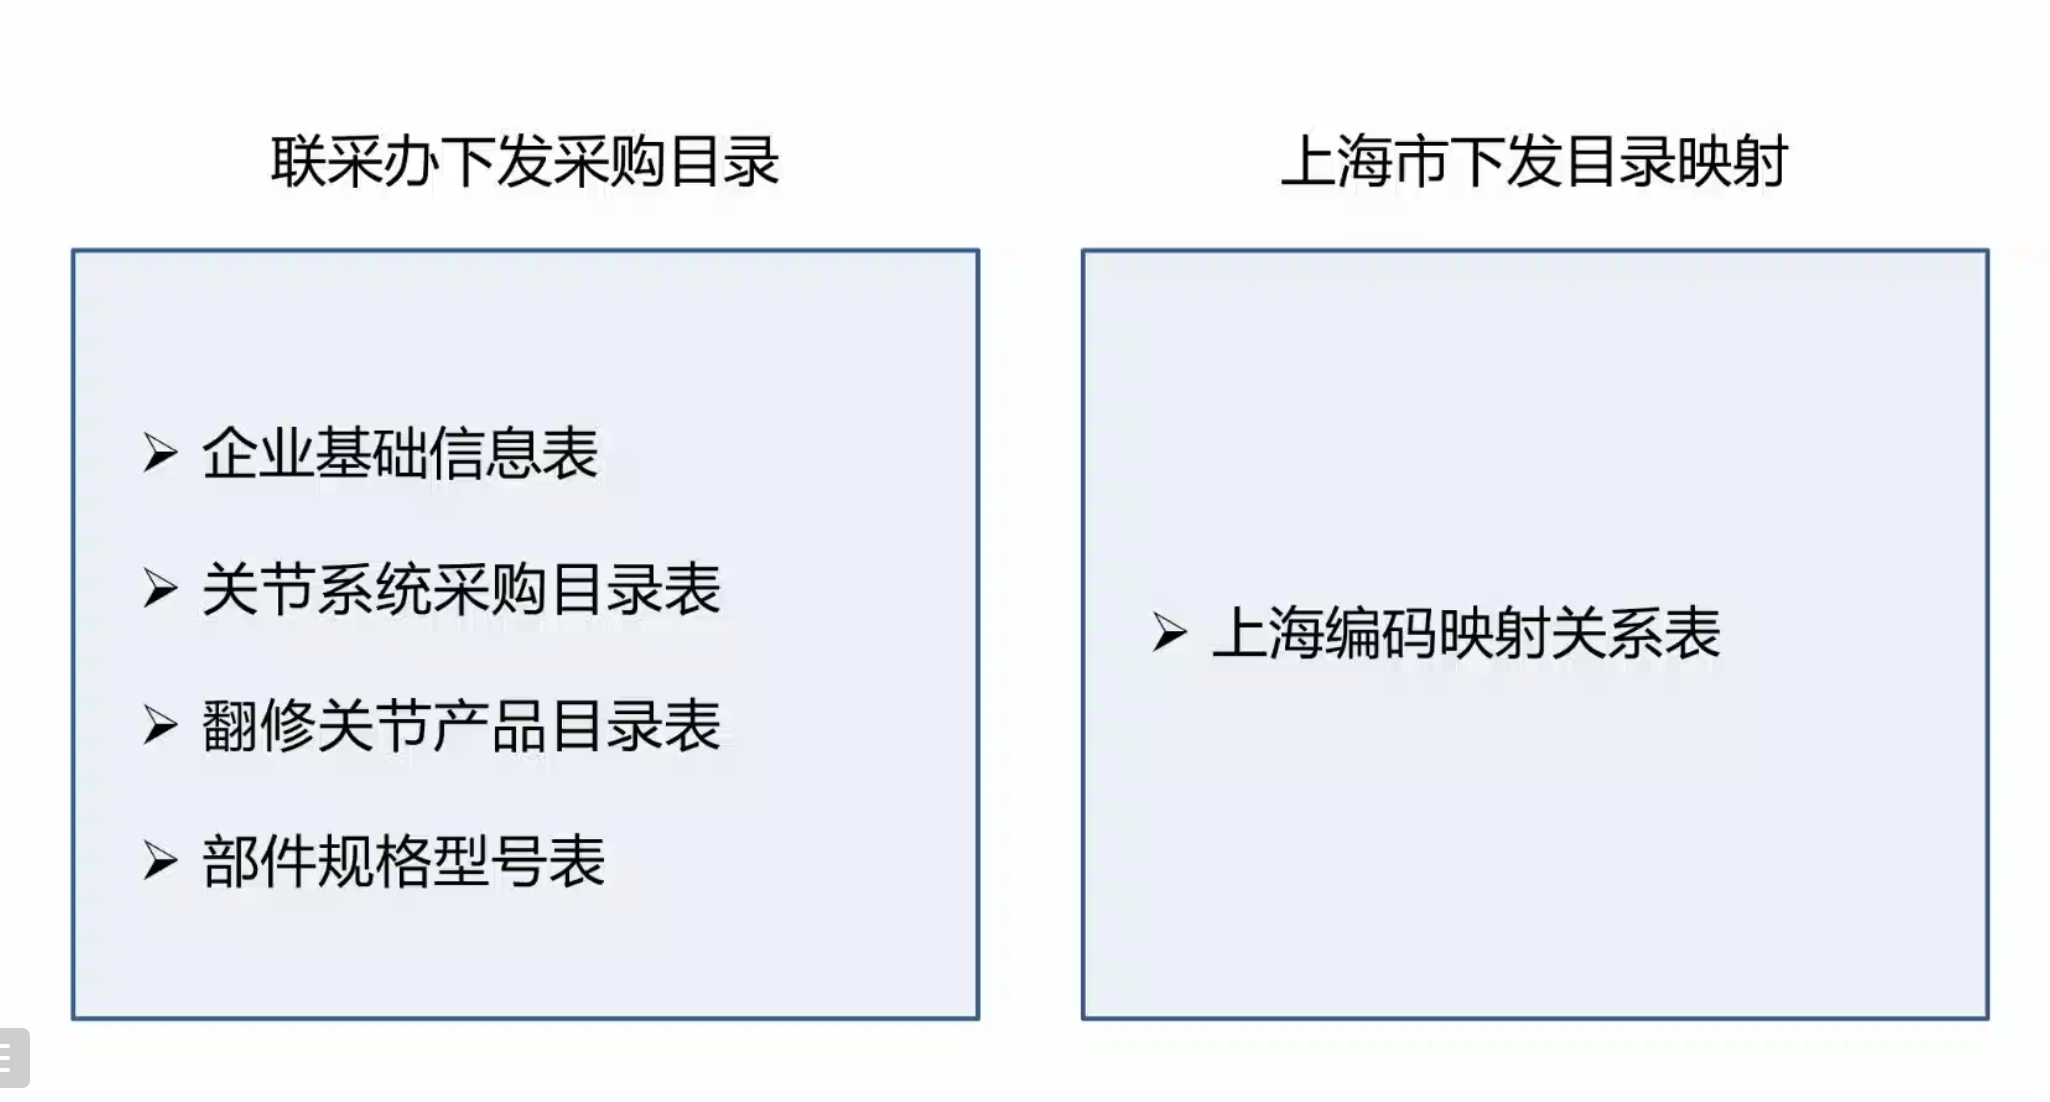 联采办下发采购目录
上海市下发目录映射
企业基础信息表
关节系统采购目录表
翻修关节产品目录表
部件规格型号表
上海编码映射关系表